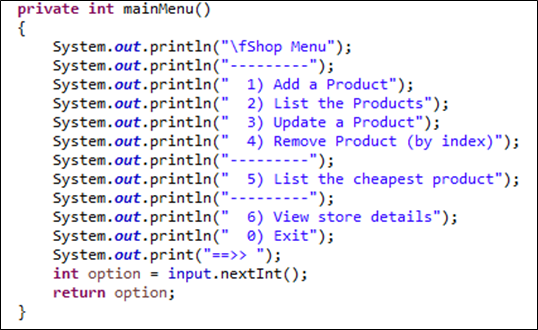 private int mainMenu()
{
    System.out.println("\fShop Menu");
    System.out.println("---------");
    System.out.println("  1) Add a Product");
    System.out.println("  2) List the Products");
    System.out.println("  3) Update a Product");
    System.out.println("  4) Remove Product (by index)");
    System.out.println("---------");
    System.out.println("  5) List the cheapest product");
    System.out.println("---------");
    System.out.println("  6) View store details");
    System.out.println("  0) Exit");
    System.out.print("==>> ");
    int option = input.nextInt();
    return option;
}